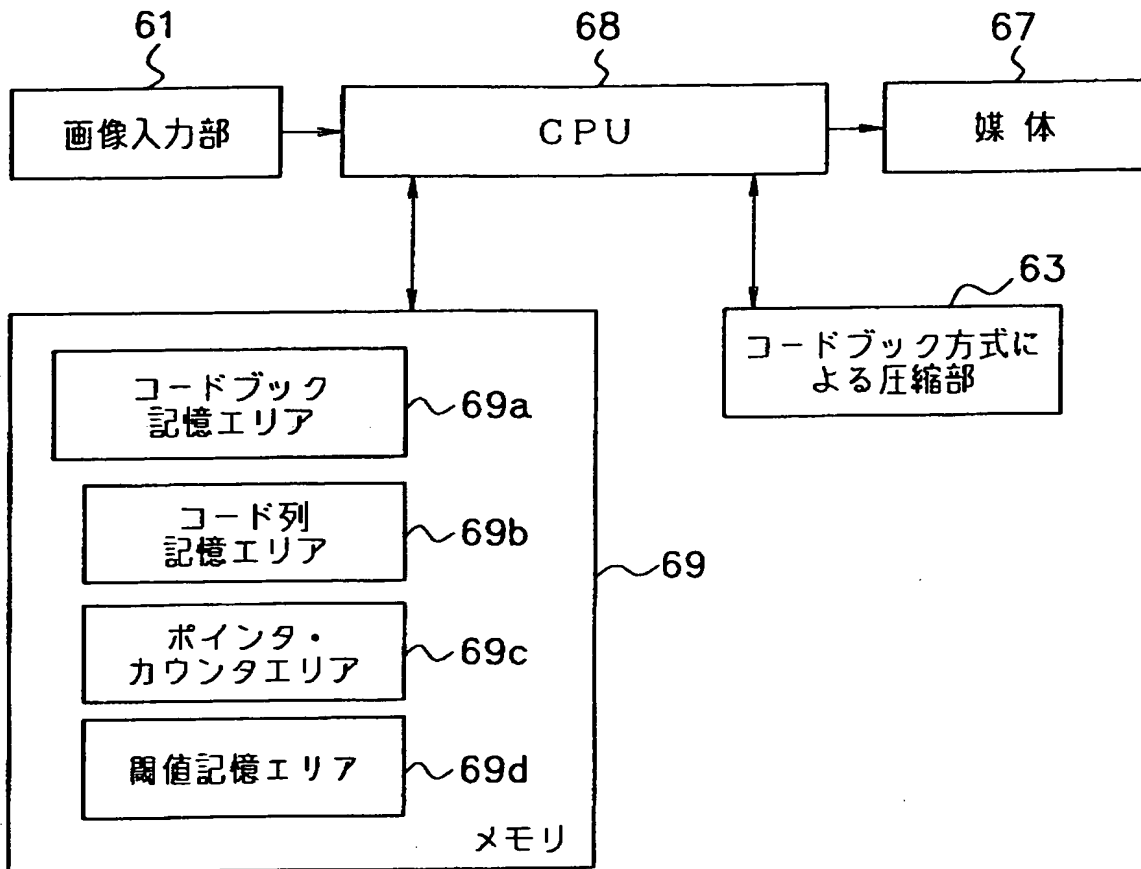 61
68
67
画像入力部
CPU
媒体
63
コードブック方式に
よる圧縮部
コードブック
記憶エリア
69a
コード列
記憶エリア
69b
69
ポインタ・
カウンタエリア
69c
閾値記憶エリア
69d
メモリ